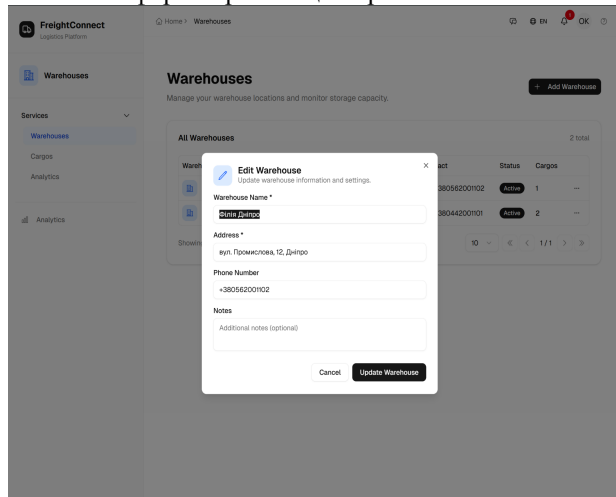 FreightConnect
Logistics Platform
Home > Warehouses
EN
1
OK
Warehouses
Warehouses
Manage your warehouse locations and monitor storage capacity.
+ Add Warehouse
Services
Warehouses
Cargos
Analytics
Analytics
All Warehouses
2 total
Status
Cargos
380562001102
Active
1
380442001101
Active
2
10
1/1
Edit Warehouse
Update warehouse information and settings.
Warehouse Name *
Філія Дніпро
Address *
вул. Промислова, 12, Дніпро
Phone Number
+380562001102
Notes
Additional notes (optional)
Cancel
Update Warehouse